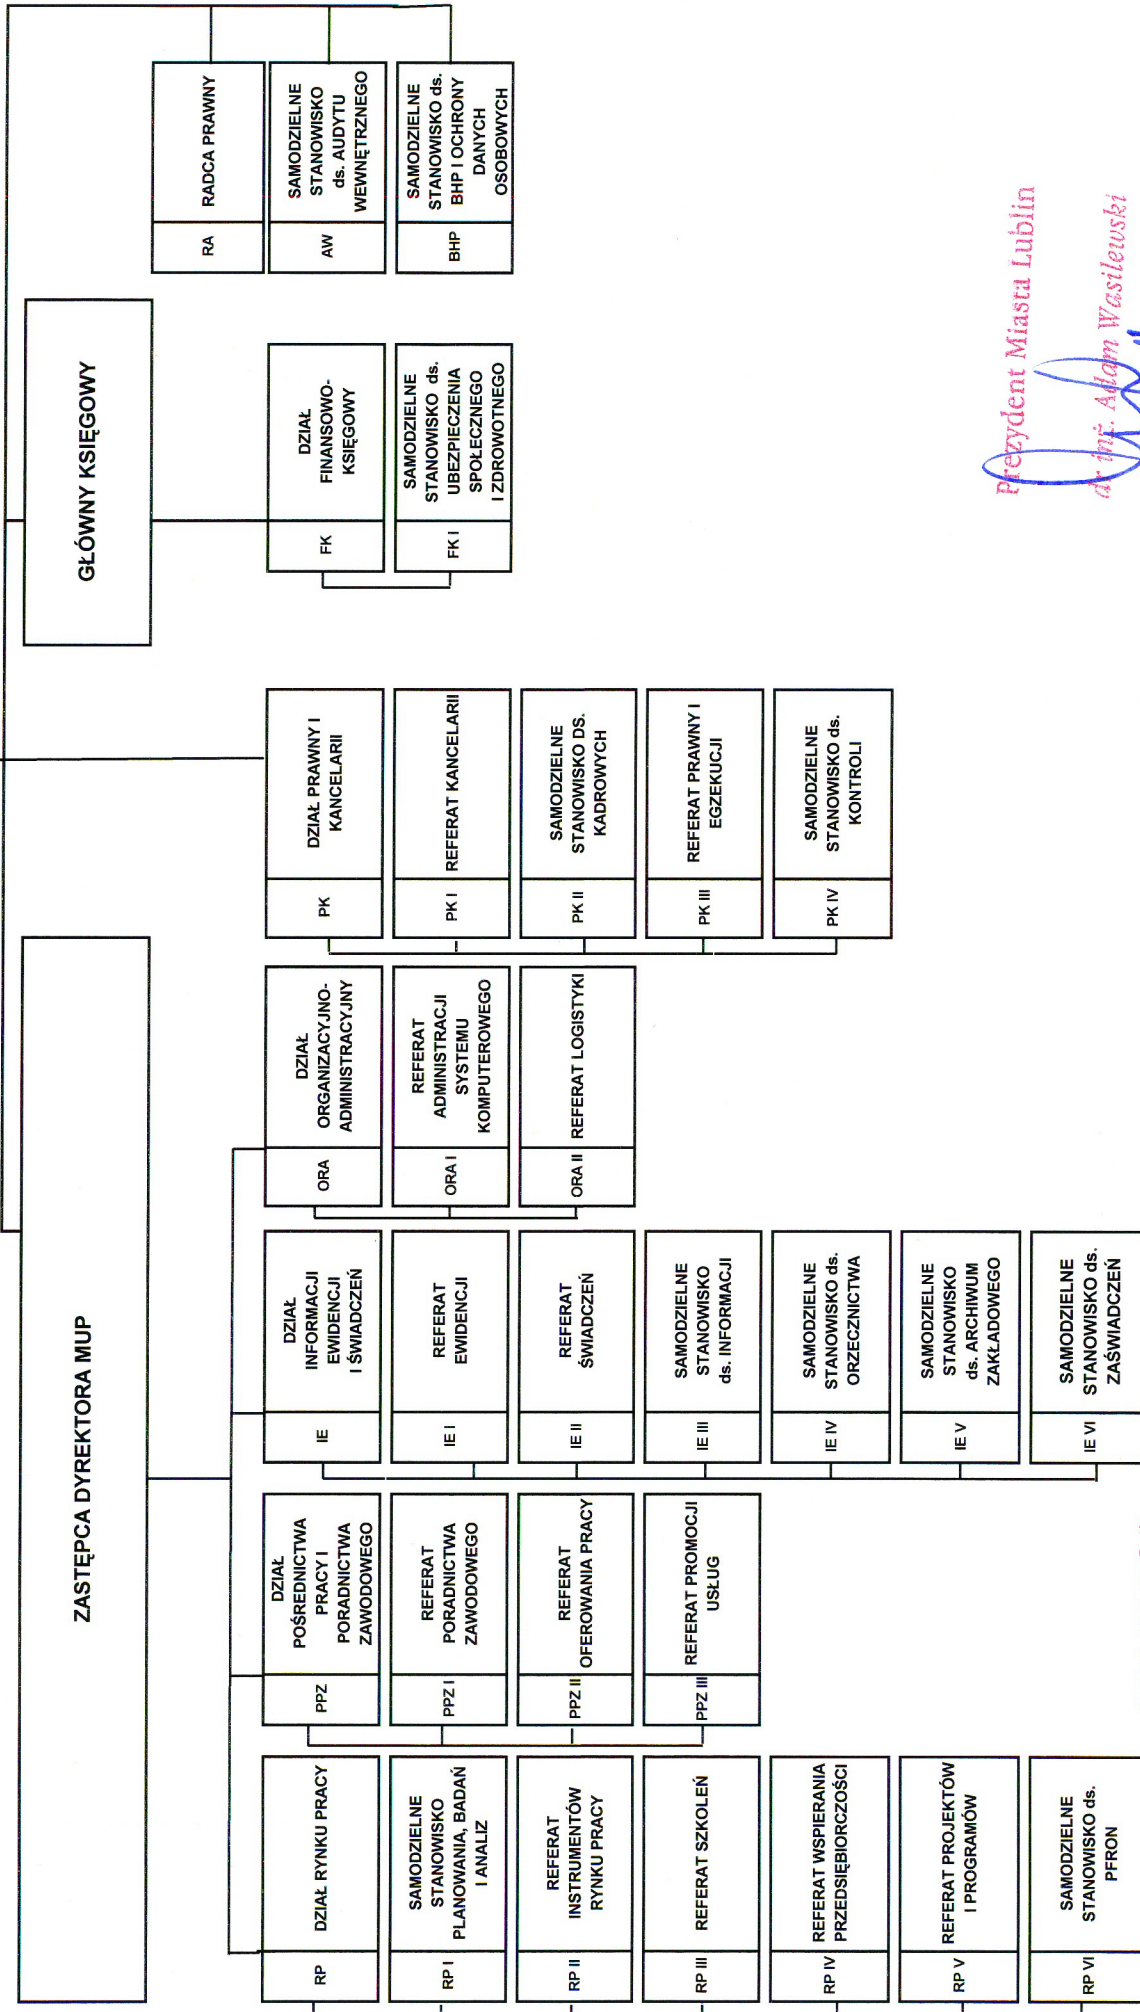 ZASTĘPCA DYREKTORA MUP
GŁÓWNY KSIĘGOWY
RP
DZIAŁ RYNKU PRACY
RP I
SAMODZIELNE
STANOWISKO
PLANOWANIA, BADAŃ
I ANALIZ
RP II
REFERAT
INSTRUMENTÓW
RYNKU PRACY
RP III
REFERAT SZKOLEŃ
RP IV
REFERAT WSPIERANIA
PRZEDSIĘBIORCZOŚCI
RP V
REFERAT PROJEKTÓW
I PROGRAMÓW
RP VI
SAMODZIELNE
STANOWISKO ds.
PFRON
PPZ
DZIAŁ
POŚREDNICTWA
PRACY I
PORADNICTWA
ZAWODOWEGO
PPZ I
REFERAT
PORADNICTWA
ZAWODOWEGO
PPZ II
REFERAT
OFEROWANIA PRACY
PPZ III
REFERAT PROMOCJI
USŁUG
IE
DZIAŁ
INFORMACJI
EWIDENCJI
I ŚWIADCZEŃ
IE I
REFERAT
EWIDENCJI
IE II
REFERAT
ŚWADCZEŃ
IE III
SAMODZIELNE
STANOWISKO
ds. INFORMACJI
IE IV
SAMODZIELNE
STANOWISKO ds.
ORZECZNICTWA
IE V
SAMODZIELNE
STANOWISKO
ds. ARCHIWUM
ZAKŁADOWEGO
IE VI
SAMODZIELNE
STANOWISKO ds.
ZAŚWIADCZEŃ
ORA
DZIAŁ
ORGANIZACYJNO-
ADMINISTRACYJNY
ORA I
REFERAT
ADMINISTRACJI
SYSTEMU
KOMPUTEROWEGO
ORA II
REFERAT LOGISTYKI
PK
DZIAŁ PRAWNY I
KANCELARII
PK I
REFERAT KANCELARII
PK II
SAMODZIELNE
STANOWISKO DS.
KADROWYCH
PK III
REFERAT PRAWNY I
EGZEKUCJI
PK IV
SAMODZIELNE
STANOWISKO ds.
KONTROLI
FK
DZIAŁ
FINANSOWO-
KSIĘGOWY
FK I
SAMODZIELNE
STANOWISKO ds.
UBEZPIECZENIA
SPOŁECZNEGO
I ZDROWOTNEGO
RA
RADCA PRAWNY
AW
SAMODZIELNE
STANOWISKO
ds. AUDYTU
WEWNĘTRZNEGO
BHP
SAMODZIELNE
STANOWISKO ds.
BHP I OCHRONY
DANYCH
OSOBOWYCH
Prezydent Miasta Lublin
dr inż. Adam Wasilewski